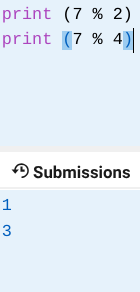 print (7 % 2)
print (7 % 4)
Submissions
1
3